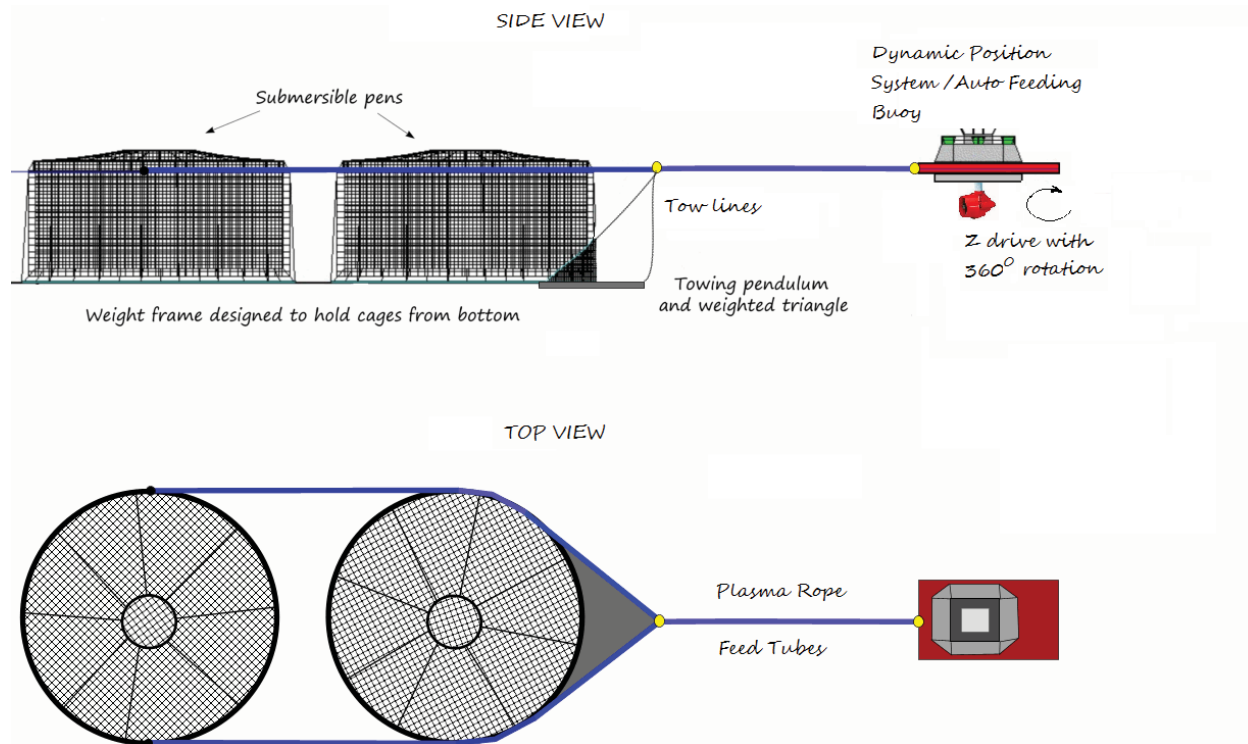 SIDE VIEW
Dynamic Position
System / Auto Feeding
Buoy
Submersible pens
Tow lines
Z drive with
360⁰ rotation
Towing pendulum
and weighted triangle
Weight frame designed to hold cages from bottom
TOP VIEW
Plasma Rope
Feed Tubes